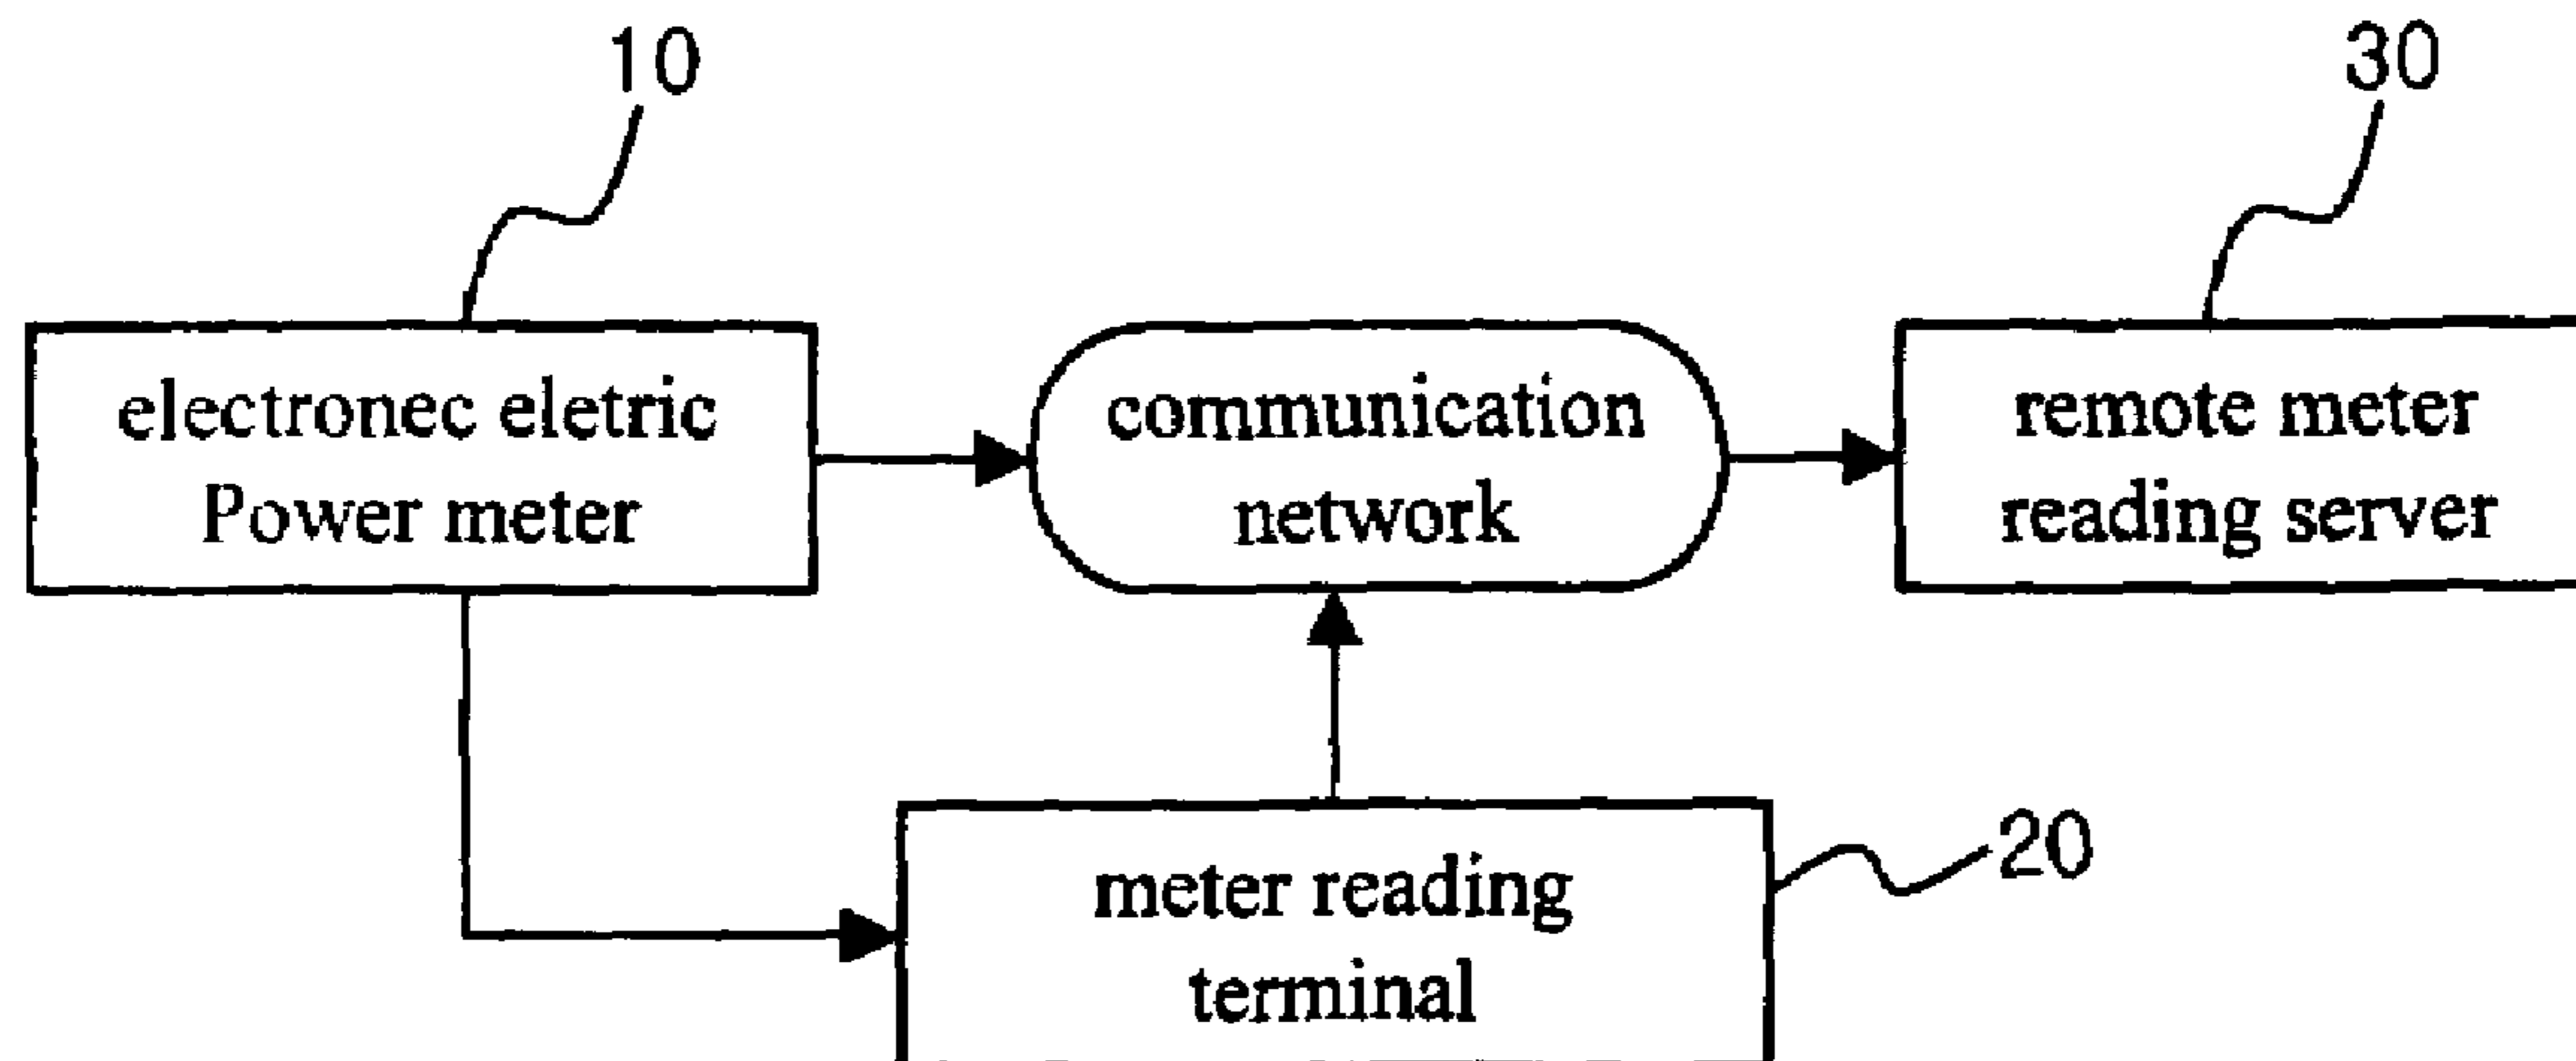 10
30
electronec eletric
Power meter
communication
network
remote meter
reading server
meter reading
terminal
20